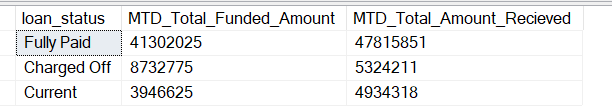 loan_status MTD_Total_Funded_Amount MTD_Total_Amount_Recieved
Fully Paid 41302025 47815851
Charged Off 8732775 5324211
Current 3946625 4934318